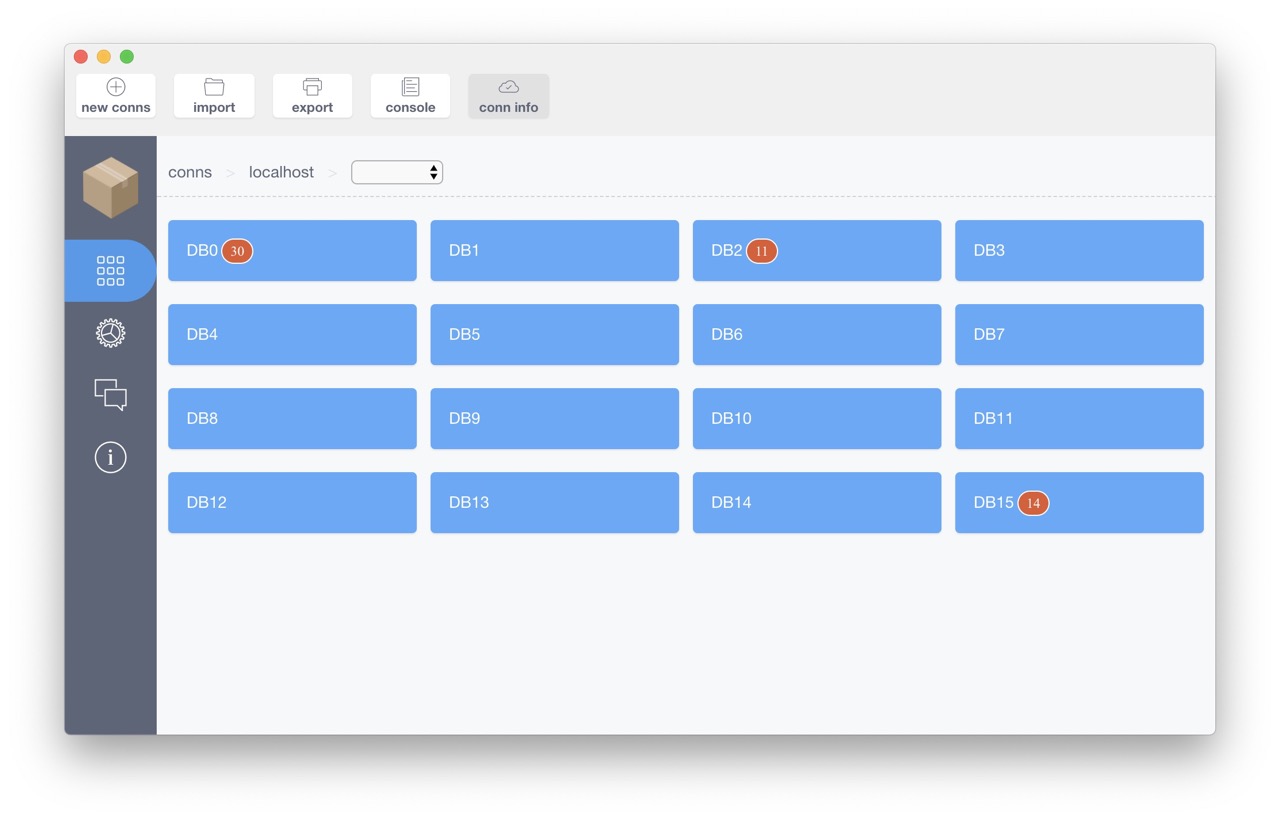 new conns
import
export
console
conn info
conns > localhost >
DB0 30
DB1
DB2 11
DB3
DB4
DB5
DB6
DB7
DB8
DB9
DB10
DB11
DB12
DB13
DB14
DB15 14